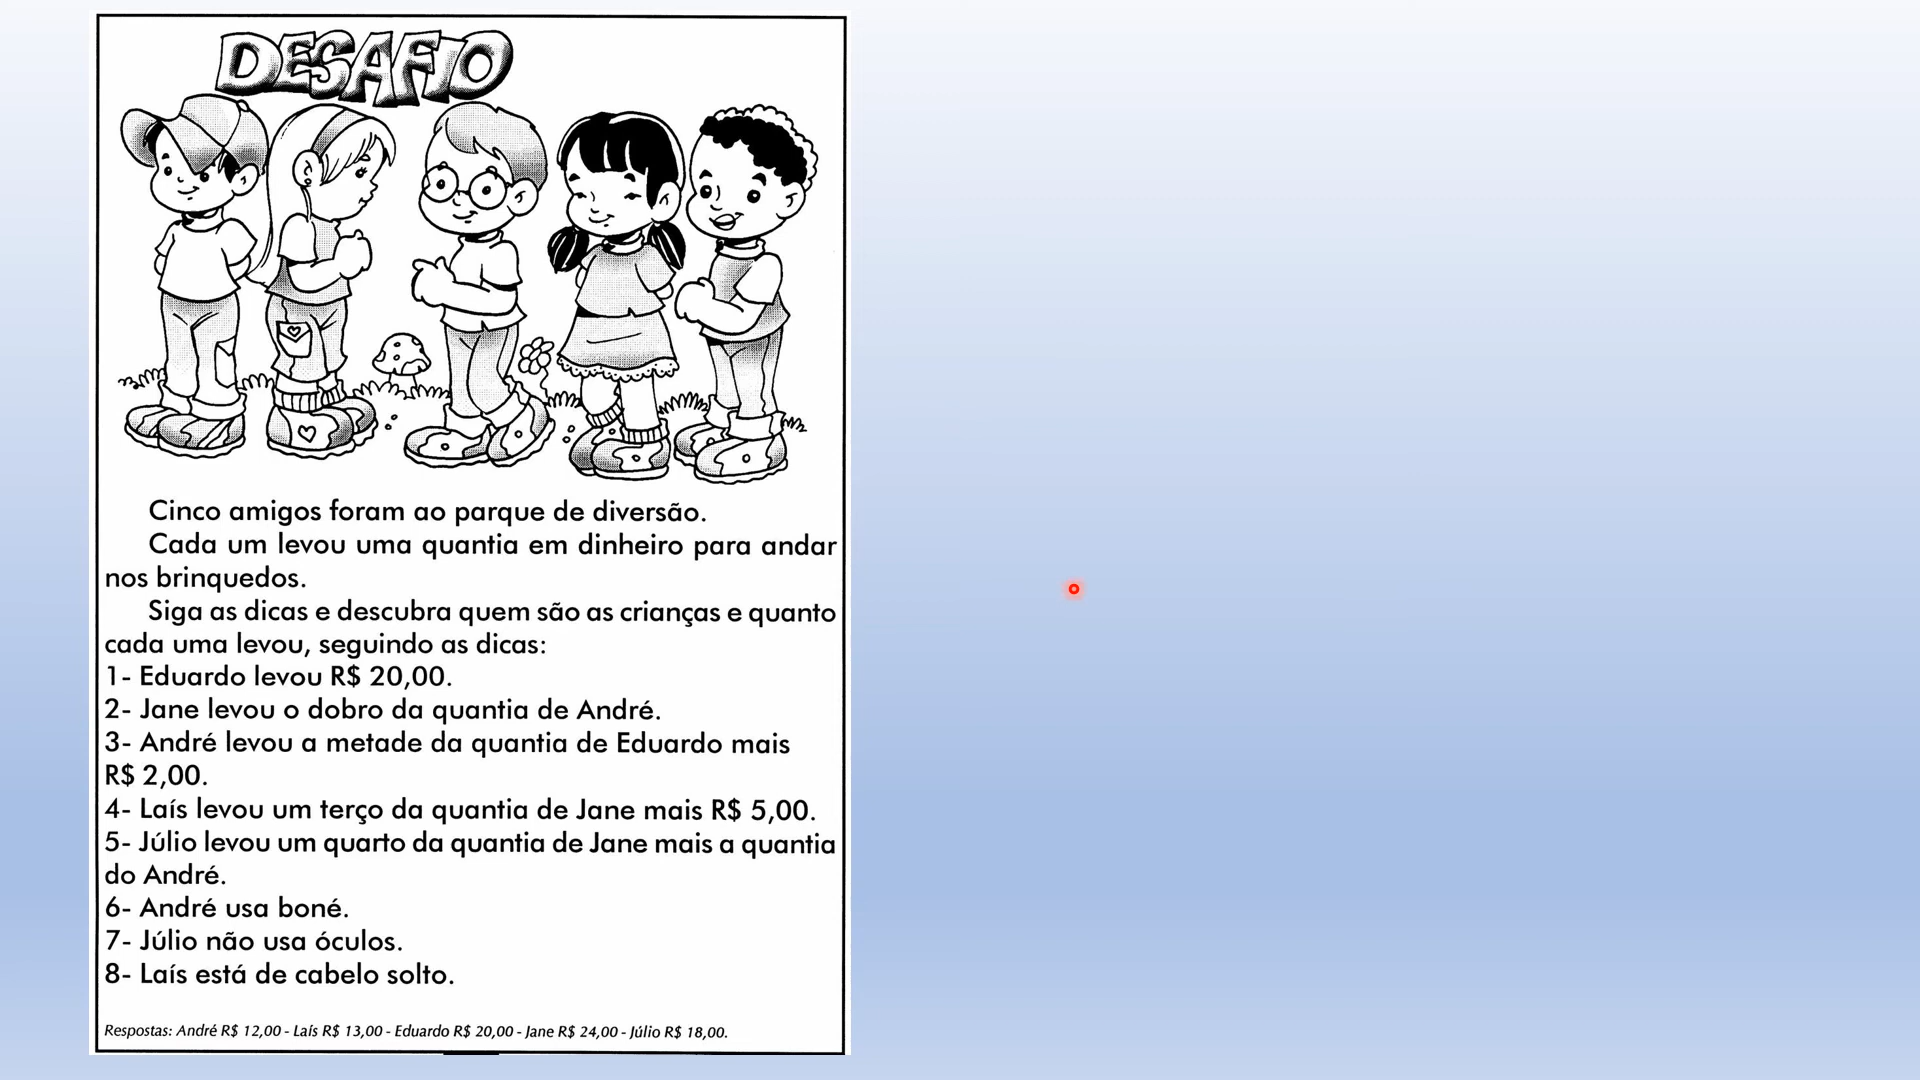 DESAFIO
Cinco amigos foram ao parque de diversão.
Cada um levou uma quantia em dinheiro para andar
nos brinquedos.
Siga as dicas e descubra quem são as crianças e quanto
cada uma levou, seguindo as dicas:
1- Eduardo levou R$ 20,00.
2- Jane levou o dobro da quantia de André.
3- André levou a metade da quantia de Eduardo mais
R$ 2,00.
4- Laís levou um terço da quantia de Jane mais R$ 5,00.
5- Júlio levou um quarto da quantia de Jane mais a quantia
do André.
6- André usa boné.
7- Júlio não usa óculos.
8- Laís está de cabelo solto.
Respostas: André R$ 12,00 - Laís R$ 13,00 - Eduardo R$ 20,00 - Jane R$ 24,00 - Júlio R$ 18,00.